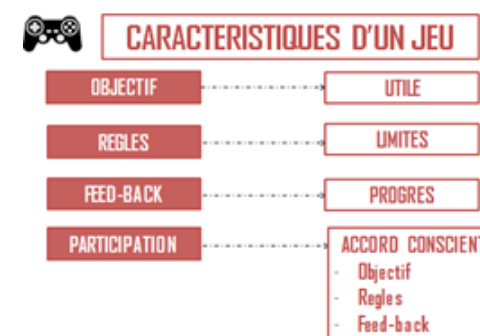 CARACTERISTIQUES D'UN JEU
OBJECTIF
UTILE
REGLES
LIMITES
FEED-BACK
PROGRES
PARTICIPATION
ACCORD CONSCIENT
- Objectif
- Regles
- Feed-back